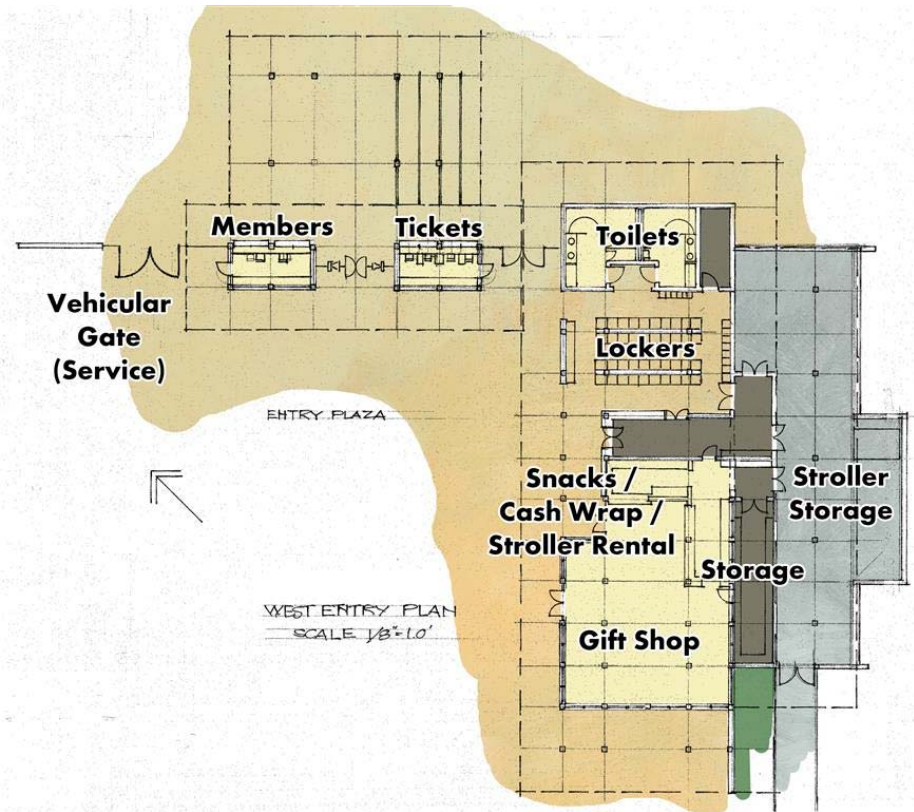 Members
Tickets
Toilets
Vehicular
Gate
(Service)
Lockers
ENTRY PLAZA
Snacks /
Cash Wrap /
Stroller Rental
Stroller
Storage
Storage
WEST ENTRY PLAN
SCALE 1/8"=1.0'
Gift Shop